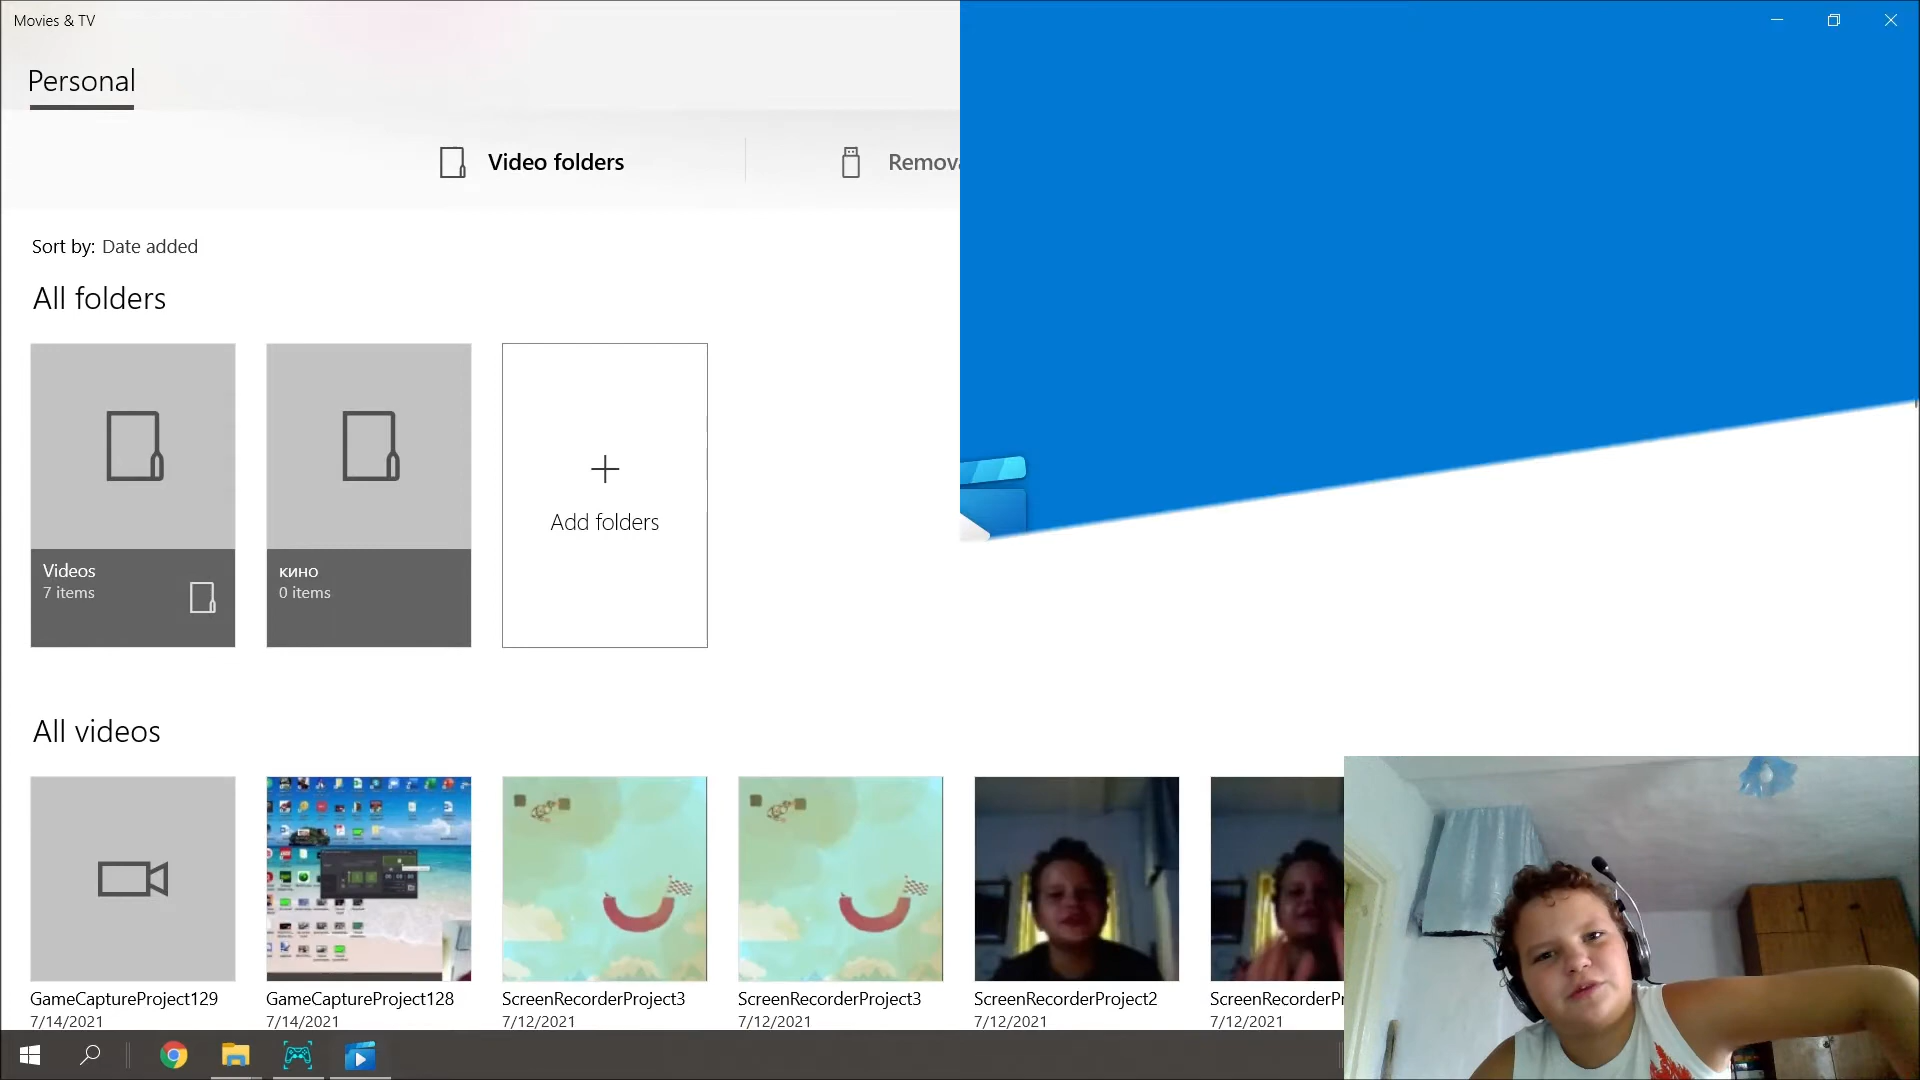 Movies & TV
Personal
Video folders
Remova
Sort by: Date added
All folders
Videos
7 items
кино
0 items
Add folders
All videos
GameCaptureProject129
7/14/2021
GameCaptureProject128
7/14/2021
ScreenRecorderProject3
7/12/2021
ScreenRecorderProject3
7/12/2021
ScreenRecorderProject2
7/12/2021
ScreenRecorderPr
7/12/2021